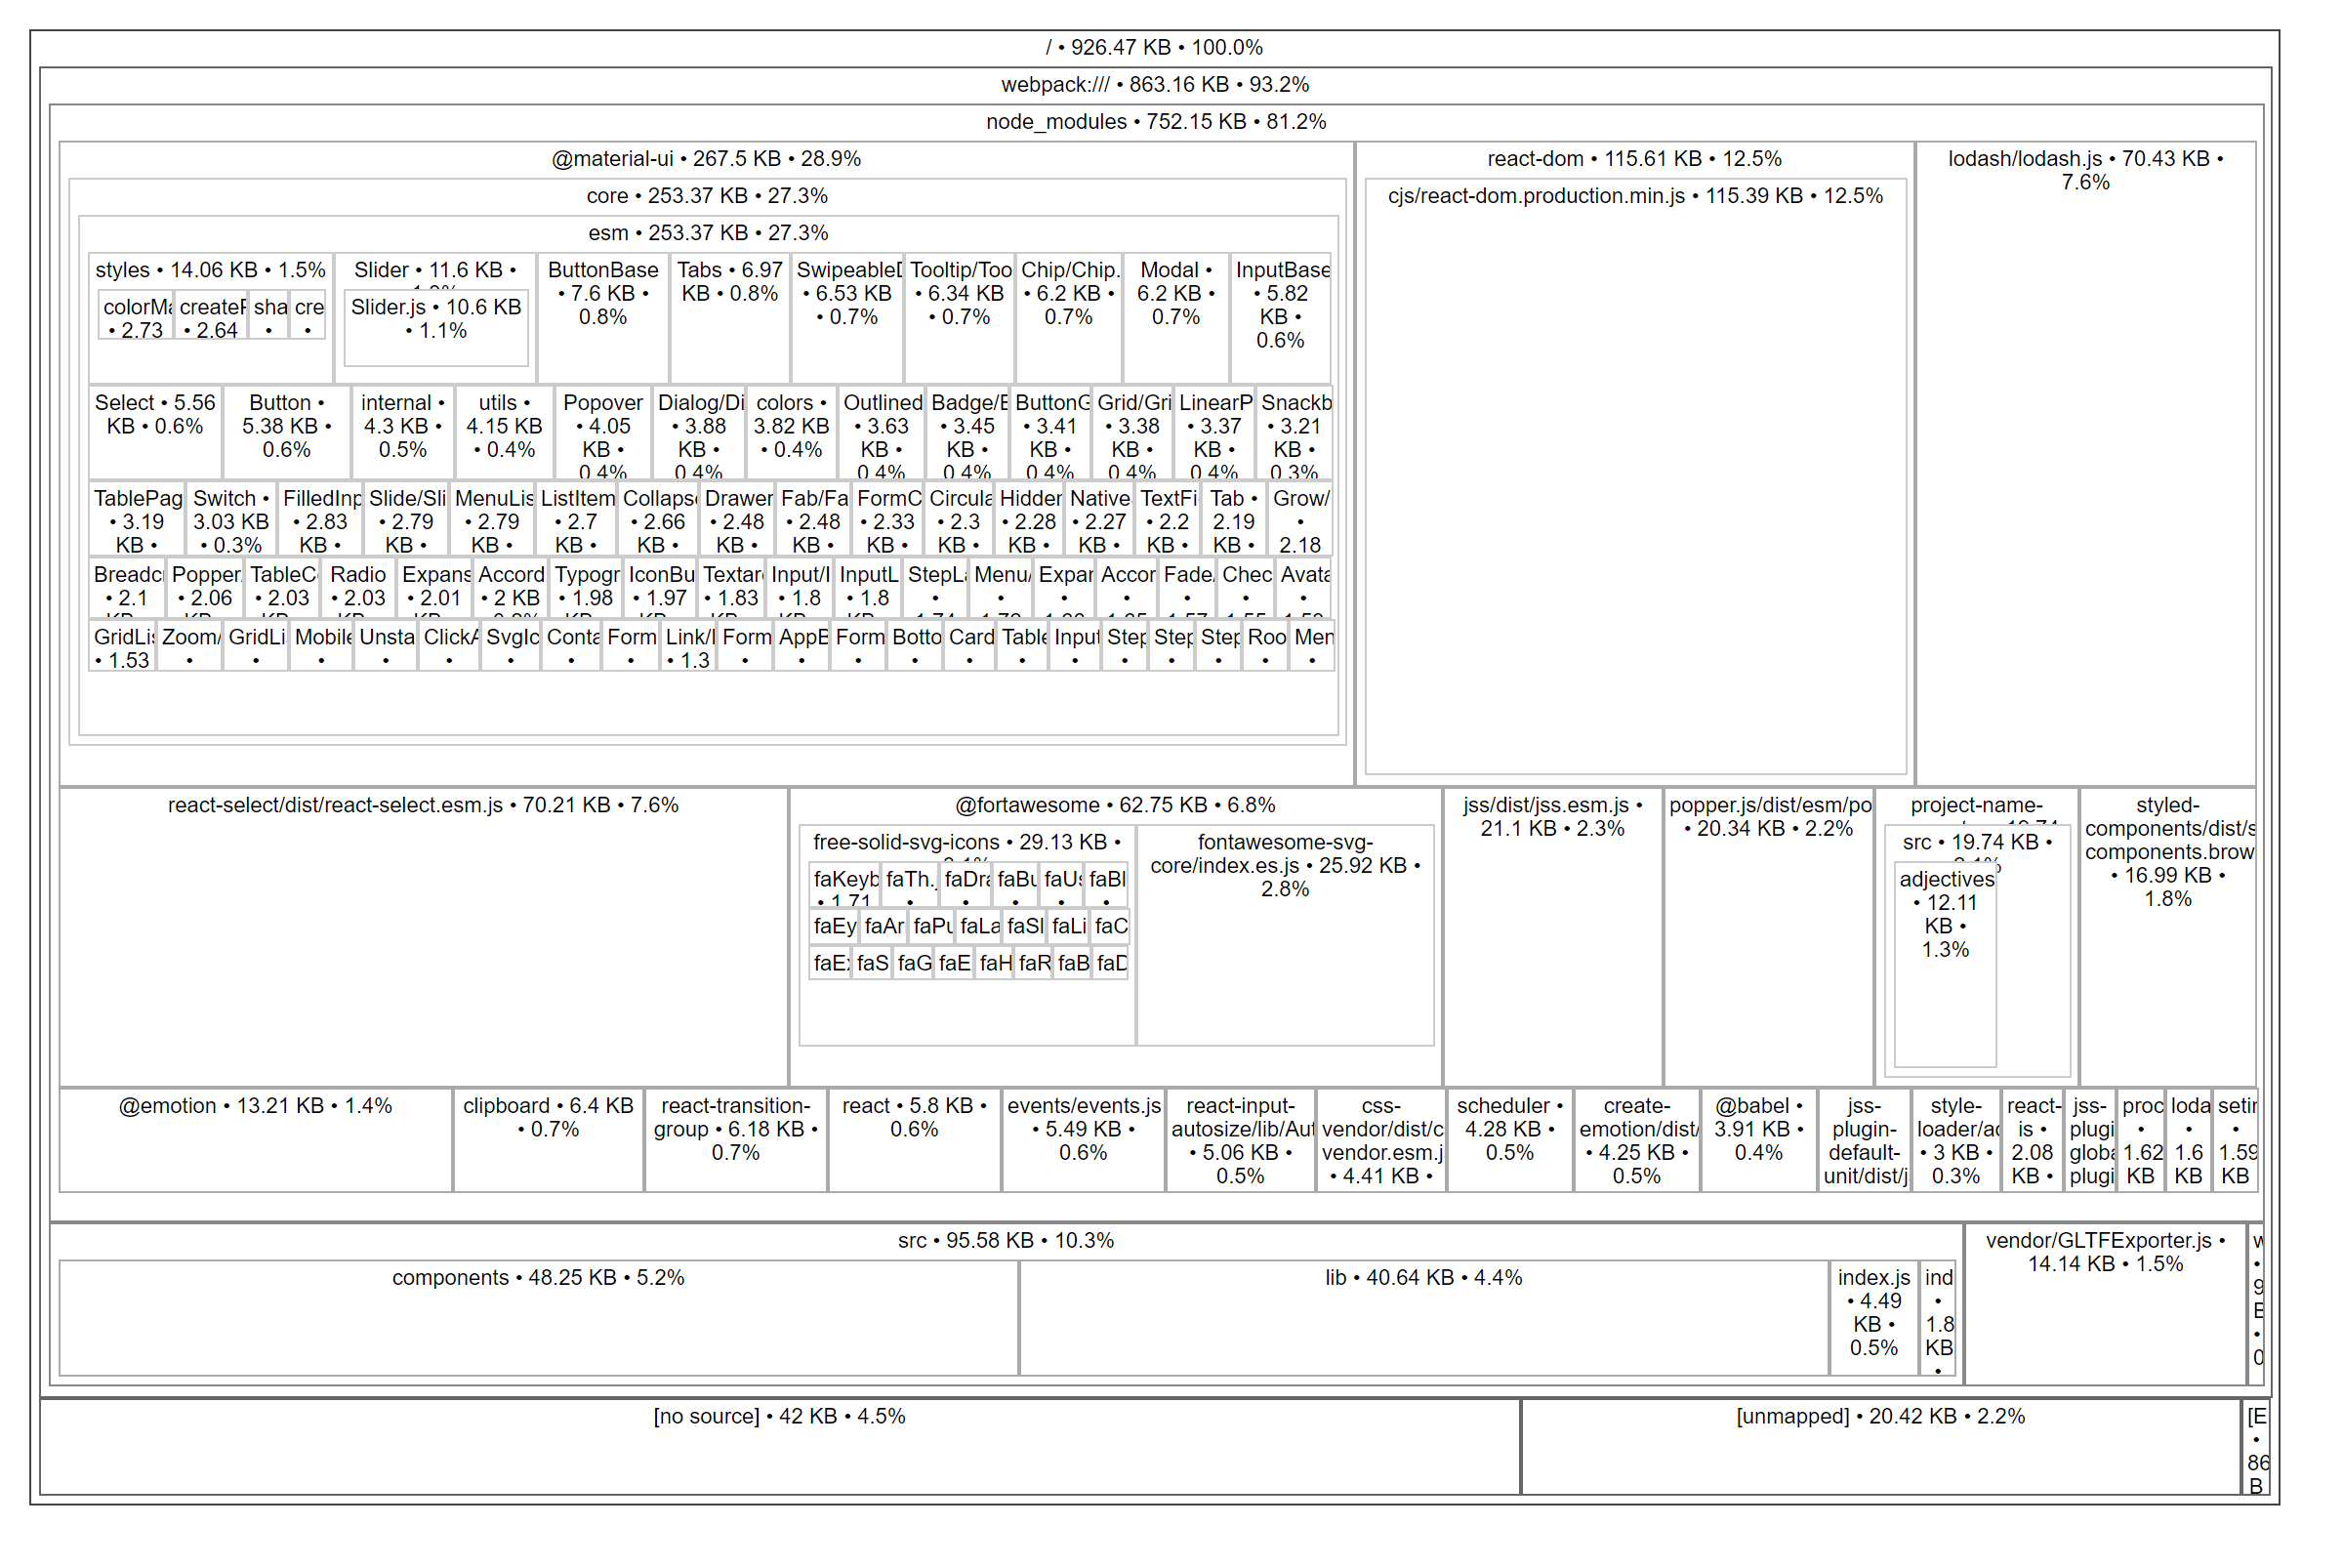 / • 926.47 KB • 100.0%
webpack:/// • 863.16 KB • 93.2%
node_modules • 752.15 KB • 81.2%
@material-ui • 267.5 KB • 28.9%
core • 253.37 KB • 27.3%
esm • 253.37 KB • 27.3%
styles • 14.06 KB • 1.5%
colorMa
• 2.73
createP
• 2.64
sha
•
cre
•
Slider • 11.6 KB •
Slider.js • 10.6 KB
• 1.1%
ButtonBase
• 7.6 KB •
0.8%
Tabs • 6.97
KB • 0.8%
Swipeable
• 6.53 KB
• 0.7%
Tooltip/Too
• 6.34 KB
• 0.7%
Chip/Chip.
• 6.2 KB •
0.7%
Modal •
6.2 KB •
0.7%
InputBase
• 5.82
KB •
0.6%
Select • 5.56
KB • 0.6%
Button •
5.38 KB •
0.6%
internal •
4.3 KB •
0.5%
utils •
4.15 KB
• 0.4%
Popover
• 4.05
KB •
0.4%
Dialog/Di
• 3.88
KB •
0.4%
colors •
3.82 KB
• 0.4%
Outlined
• 3.63
KB •
0.4%
Badge/B
• 3.45
KB •
0.4%
ButtonG
• 3.41
KB •
0.4%
Grid/Gri
• 3.38
KB •
0.4%
LinearP
• 3.37
KB •
0.4%
Snackb
• 3.21
KB •
0.3%
TablePag
• 3.19
KB •
Switch •
3.03 KB
• 0.3%
FilledInp
• 2.83
KB •
Slide/Sli
• 2.79
KB •
MenuLis
• 2.79
KB •
ListItem
• 2.7
KB •
Collaps
• 2.66
KB •
Drawer
• 2.48
KB •
Fab/Fa
• 2.48
KB •
FormC
• 2.33
KB •
Circula
• 2.3
KB •
Hidden
• 2.28
KB •
Native
• 2.27
KB •
TextFi
• 2.2
KB •
Tab •
2.19
KB •
Grow/
•
2.18
Breadc
• 2.1
Popper.
• 2.06
TableC
• 2.03
Radio
• 2.03
Expans
• 2.01
Accord
• 2 KB
Typogr
• 1.98
IconBu
• 1.97
Textar
• 1.83
Input/I
• 1.8
InputL
• 1.8
StepL
•
Menu/
•
Expar
•
Accor
•
Fade/
•
Chec
•
Avata
•
GridLis
• 1.53
Zoom/
•
GridLi
•
Mobile
•
Unsta
•
ClickA
•
SvgIc
•
Conta
•
Form
•
Link/l
• 1.3
Form
•
AppB
•
Form
•
Botto
•
Card
•
Table
•
Input
•
Step
•
Step
•
Step
•
Roo
•
Men
•
react-dom • 115.61 KB • 12.5%
cjs/react-dom.production.min.js • 115.39 KB • 12.5%
lodash/lodash.js • 70.43 KB •
7.6%
react-select/dist/react-select.esm.js • 70.21 KB • 7.6%
@fortawesome • 62.75 KB • 6.8%
free-solid-svg-icons • 29.13 KB •
faKeyb
• 1.71
faTh.j
•
faDra
•
faBu
•
faUs
•
faBl
•
faEy
faAr
faPu
faLa
faSl
faLi
faC
faEx
faS
faG
faE
faH
faR
faB
faD
fontawesome-svg-
core/index.es.js • 25.92 KB •
2.8%
jss/dist/jss.esm.js •
21.1 KB • 2.3%
popper.js/dist/esm/po
• 20.34 KB • 2.2%
project-name-
src • 19.74 KB •
adjectives
• 12.11
KB •
1.3%
styled-
components/dist/s
components.brow
• 16.99 KB •
1.8%
@emotion • 13.21 KB • 1.4%
clipboard • 6.4 KB
• 0.7%
react-transition-
group • 6.18 KB •
0.7%
react • 5.8 KB •
0.6%
events/events.js
• 5.49 KB •
0.6%
react-input-
autosize/lib/Aut
• 5.06 KB •
0.5%
css-
vendor/dist/c
vendor.esm.j
• 4.41 KB •
scheduler •
4.28 KB •
0.5%
create-
emotion/dist/
• 4.25 KB •
0.5%
@babel •
3.91 KB •
0.4%
jss-
plugin-
default-
unit/dist/j
style-
loader/ad
• 3 KB •
0.3%
react-
is •
2.08
KB •
jss-
plugi
globa
plugi
proc
•
1.62
KB
loda
•
1.6
KB
setim
•
1.59
KB
src • 95.58 KB • 10.3%
components • 48.25 KB • 5.2%
lib • 40.64 KB • 4.4%
index.js
• 4.49
KB •
0.5%
ind
•
1.8
KB
•
vendor/GLTFExporter.js •
14.14 KB • 1.5%
w
•
9
B
•
0
[no source] • 42 KB • 4.5%
[unmapped] • 20.42 KB • 2.2%
[E
•
86
B